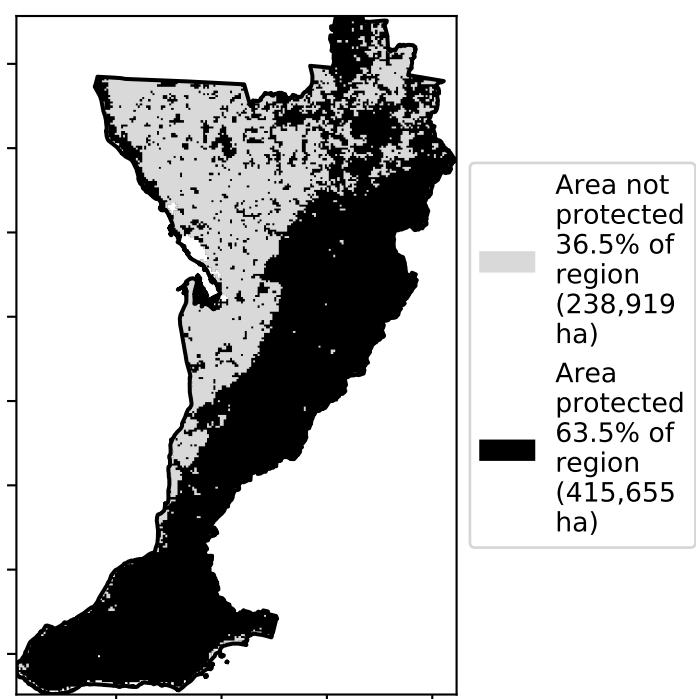 Area not
protected
36.5% of
region
(238,919
ha)
Area
protected
63.5% of
region
(415,655
ha)